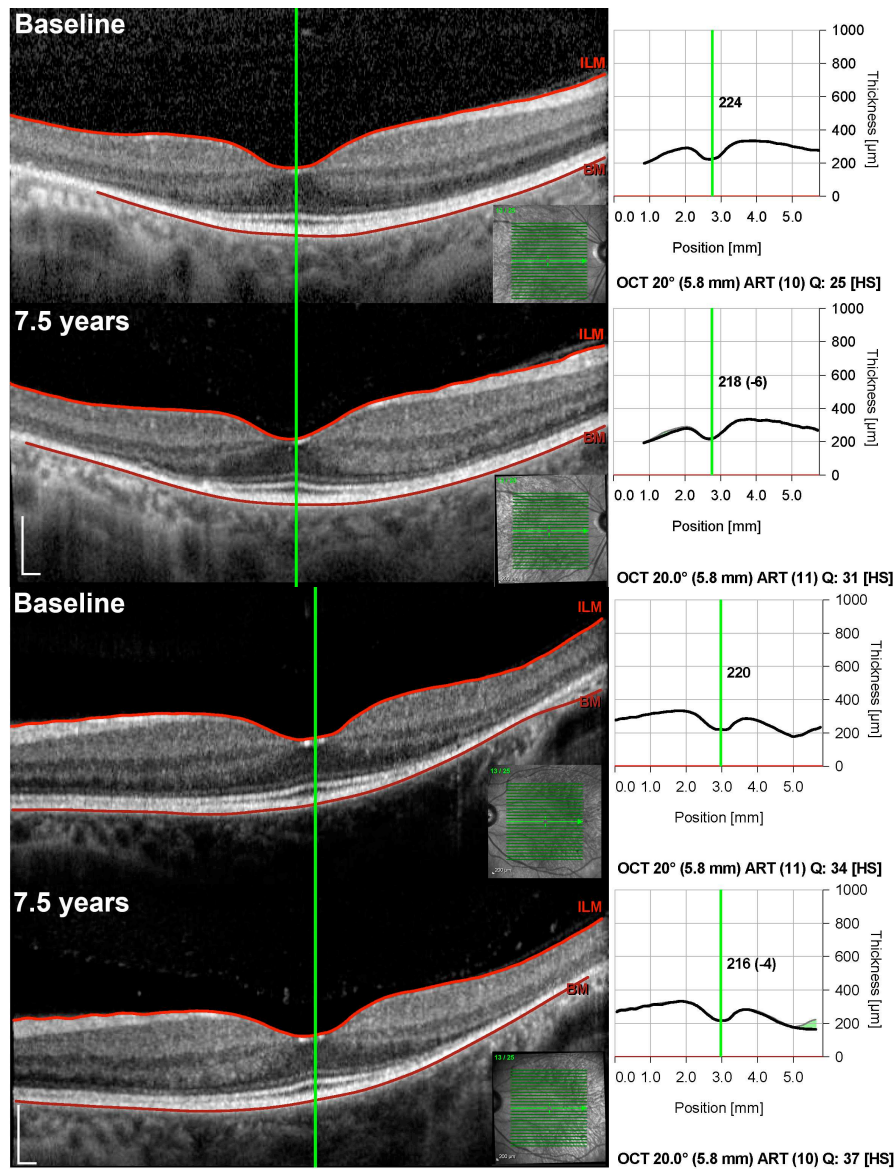 Baseline
ILM
BM
13 / 25
1000
800
600
400
200
0
Thickness [µm]
224
0.0 1.0 2.0 3.0 4.0 5.0
Position [mm]
OCT 20° (5.8 mm) ART (10) Q: 25 [HS]
7.5 years
ILM
BM
200 µm
1000
800
600
400
200
0
Thickness [µm]
218 (-6)
0.0 1.0 2.0 3.0 4.0 5.0
Position [mm]
OCT 20.0° (5.8 mm) ART (11) Q: 31 [HS]
Baseline
ILM
BM
13 / 25
200 µm
1000
800
600
400
200
0
Thickness [µm]
220
0.0 1.0 2.0 3.0 4.0 5.0
Position [mm]
OCT 20° (5.8 mm) ART (11) Q: 34 [HS]
7.5 years
ILM
BM
13 / 25
200 µm
1000
800
600
400
200
0
Thickness [µm]
216 (-4)
0.0 1.0 2.0 3.0 4.0 5.0
Position [mm]
OCT 20.0° (5.8 mm) ART (10) Q: 37 [HS]